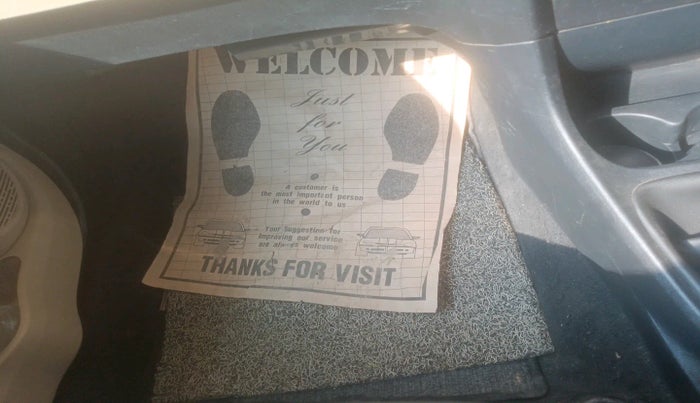 WELCOME
Just
for
You
A customer is
the most important person
in the world to us
Your Suggestion for
improving our service
are always welcome
THANKS FOR VISIT